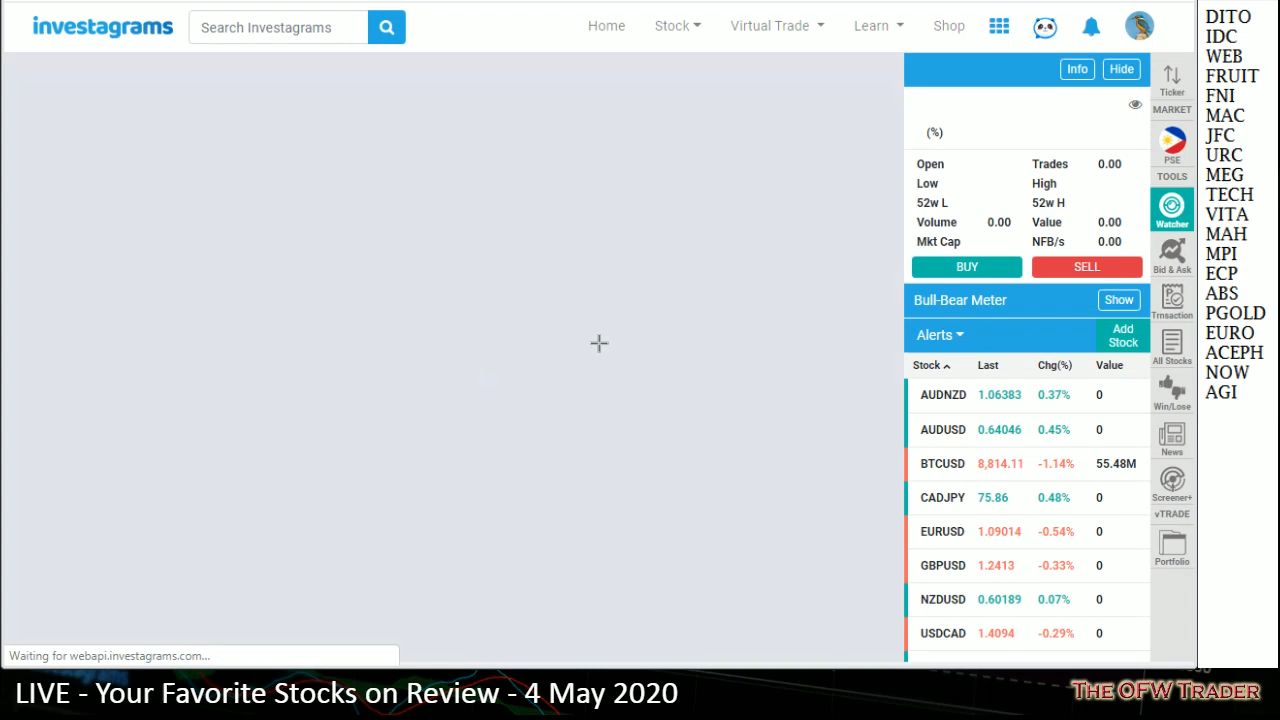 investagrams
Search Investagrams
Home Stock Virtual Trade Learn Shop
Info Hide
(%)
Open Trades 0.00
Low High
52w L 52w H
Volume 0.00 Value 0.00
Mkt Cap NFB/s 0.00
BUY SELL
Bull-Bear Meter Show
Alerts Add Stock
Stock Last Chg(%) Value
AUDNZD 1.06383 0.37% 0
AUDUSD 0.64046 0.45% 0
BTCUSD 8,814.11 -1.14% 55.48M
CADJPY 75.86 0.48% 0
EURUSD 1.09014 -0.54% 0
GBPUSD 1.2413 -0.33% 0
NZDUSD 0.60189 0.07% 0
USDCAD 1.4094 -0.29% 0
Ticker
MARKET
PSE
TOOLS
Watcher
Bid & Ask
Trnsaction
All Stocks
Win/Lose
News
Screener+
vTRADE
Portfolio
DITO
IDC
WEB
FRUIT
FNI
MAC
JFC
URC
MEG
TECH
VITA
MAH
MPI
ECP
ABS
PGOLD
EURO
ACEPH
NOW
AGI
Waiting for webapi.investagrams.com...
LIVE - Your Favorite Stocks on Review - 4 May 2020
The OFW Trader